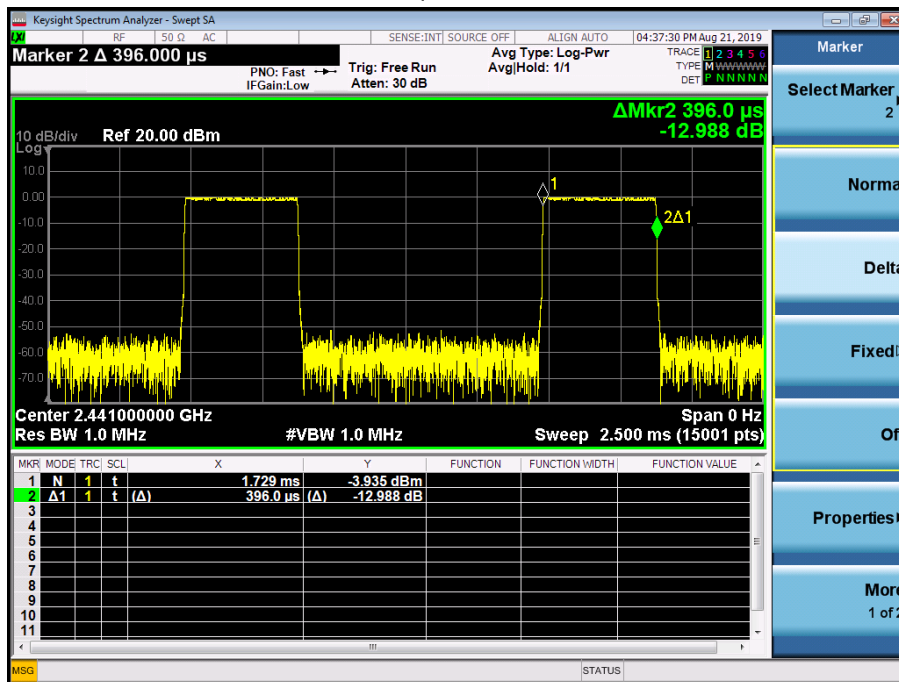 Keysight Spectrum Analyzer - Swept SA
LXI RF 50 Ω AC SENSE:INT SOURCE OFF ALIGN AUTO 04:37:30 PM Aug 21, 2019
Marker 2 Δ 396.000 µs
PNO: Fast
IFGain:Low
Trig: Free Run
Atten: 30 dB
Avg Type: Log-Pwr
Avg|Hold: 1/1
TRACE 1 2 3 4 5 6
TYPE M W W W W W
DET P N N N N N
ΔMkr2 396.0 µs
-12.988 dB
10 dB/div Ref 20.00 dBm
Log
10.0
0.00
-10.0
-20.0
-30.0
-40.0
-50.0
-60.0
-70.0
1
2Δ1
Center 2.441000000 GHz Span 0 Hz
Res BW 1.0 MHz #VBW 1.0 MHz Sweep 2.500 ms (15001 pts)
MKR MODE TRC SCL X Y FUNCTION FUNCTION WIDTH FUNCTION VALUE
1 N 1 t 1.729 ms -3.935 dBm
2 Δ1 1 t (Δ) 396.0 µs (Δ) -12.988 dB
3
4
5
6
7
8
9
10
11
MSG STATUS
Marker
Select Marker
2
Norma
Delta
Fixed
Of
Properties
More
1 of 2